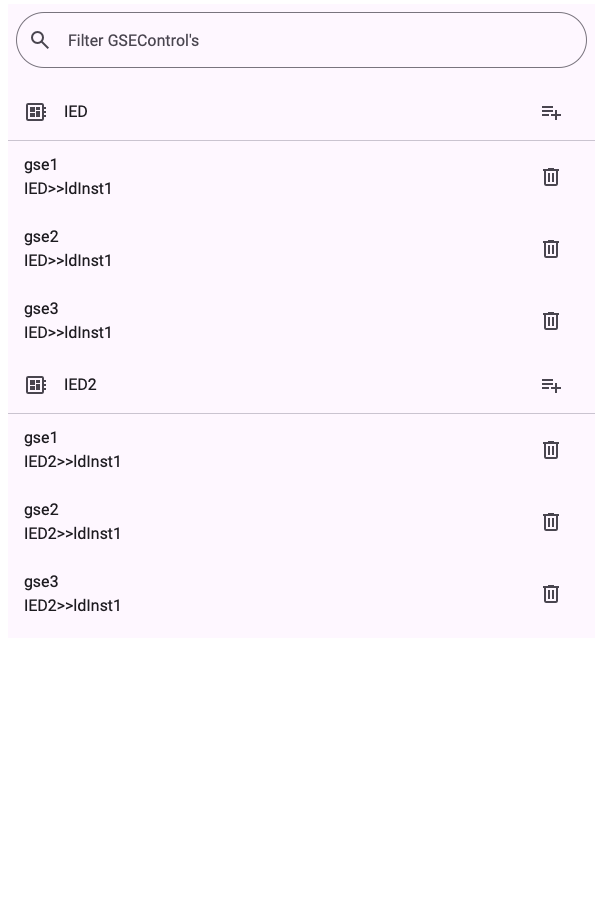 Filter GSEControl's
IED
gse1
IED>>ldInst1
gse2
IED>>ldInst1
gse3
IED>>ldInst1
IED2
gse1
IED2>>ldInst1
gse2
IED2>>ldInst1
gse3
IED2>>ldInst1